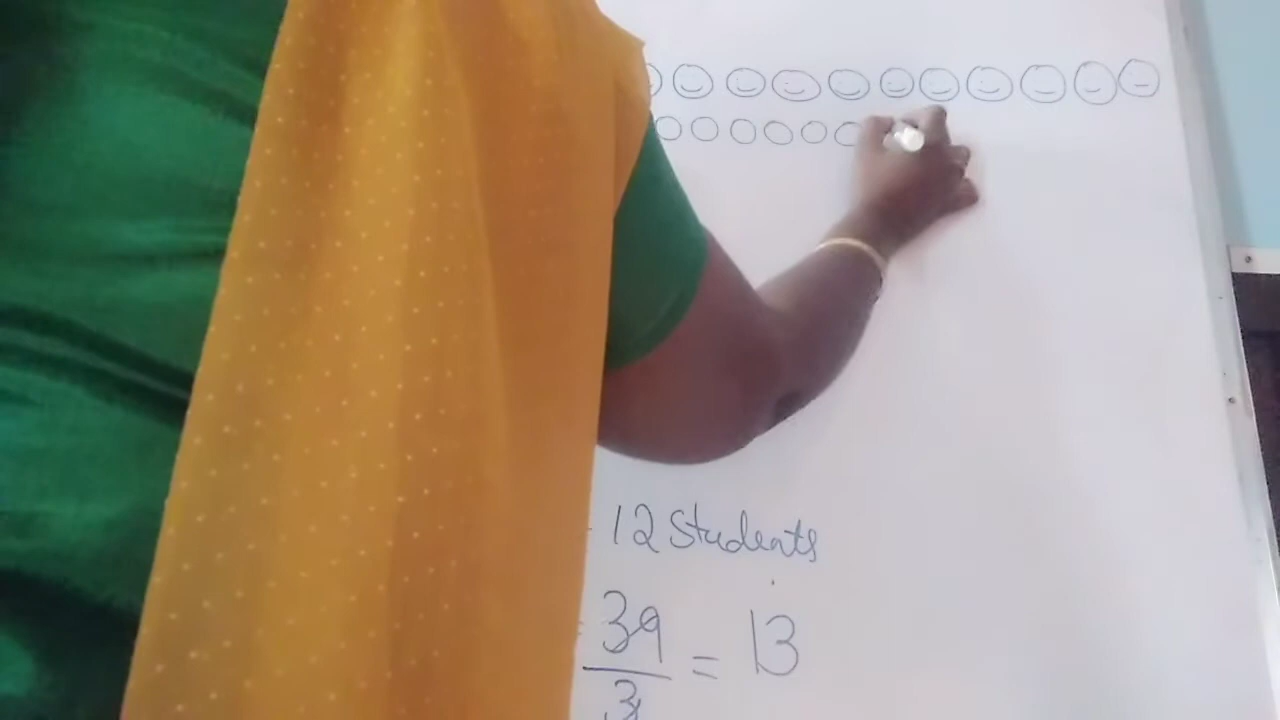 - 12 Students
= 39/3 = 13